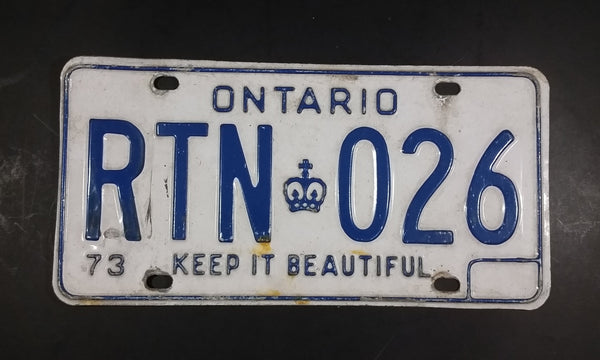 ONTARIO
RTN 026
73 KEEP IT BEAUTIFUL